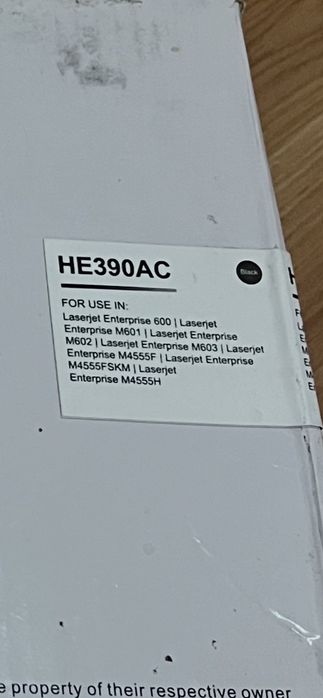 HE390AC
Black
FOR USE IN:
Laserjet Enterprise 600 | Laserjet
Enterprise M601 | Laserjet Enterprise
M602 | Laserjet Enterprise M603 | Laserjet
Enterprise M4555F | Laserjet Enterprise
M4555FSKM | Laserjet
Enterprise M4555H
property of their respective owner